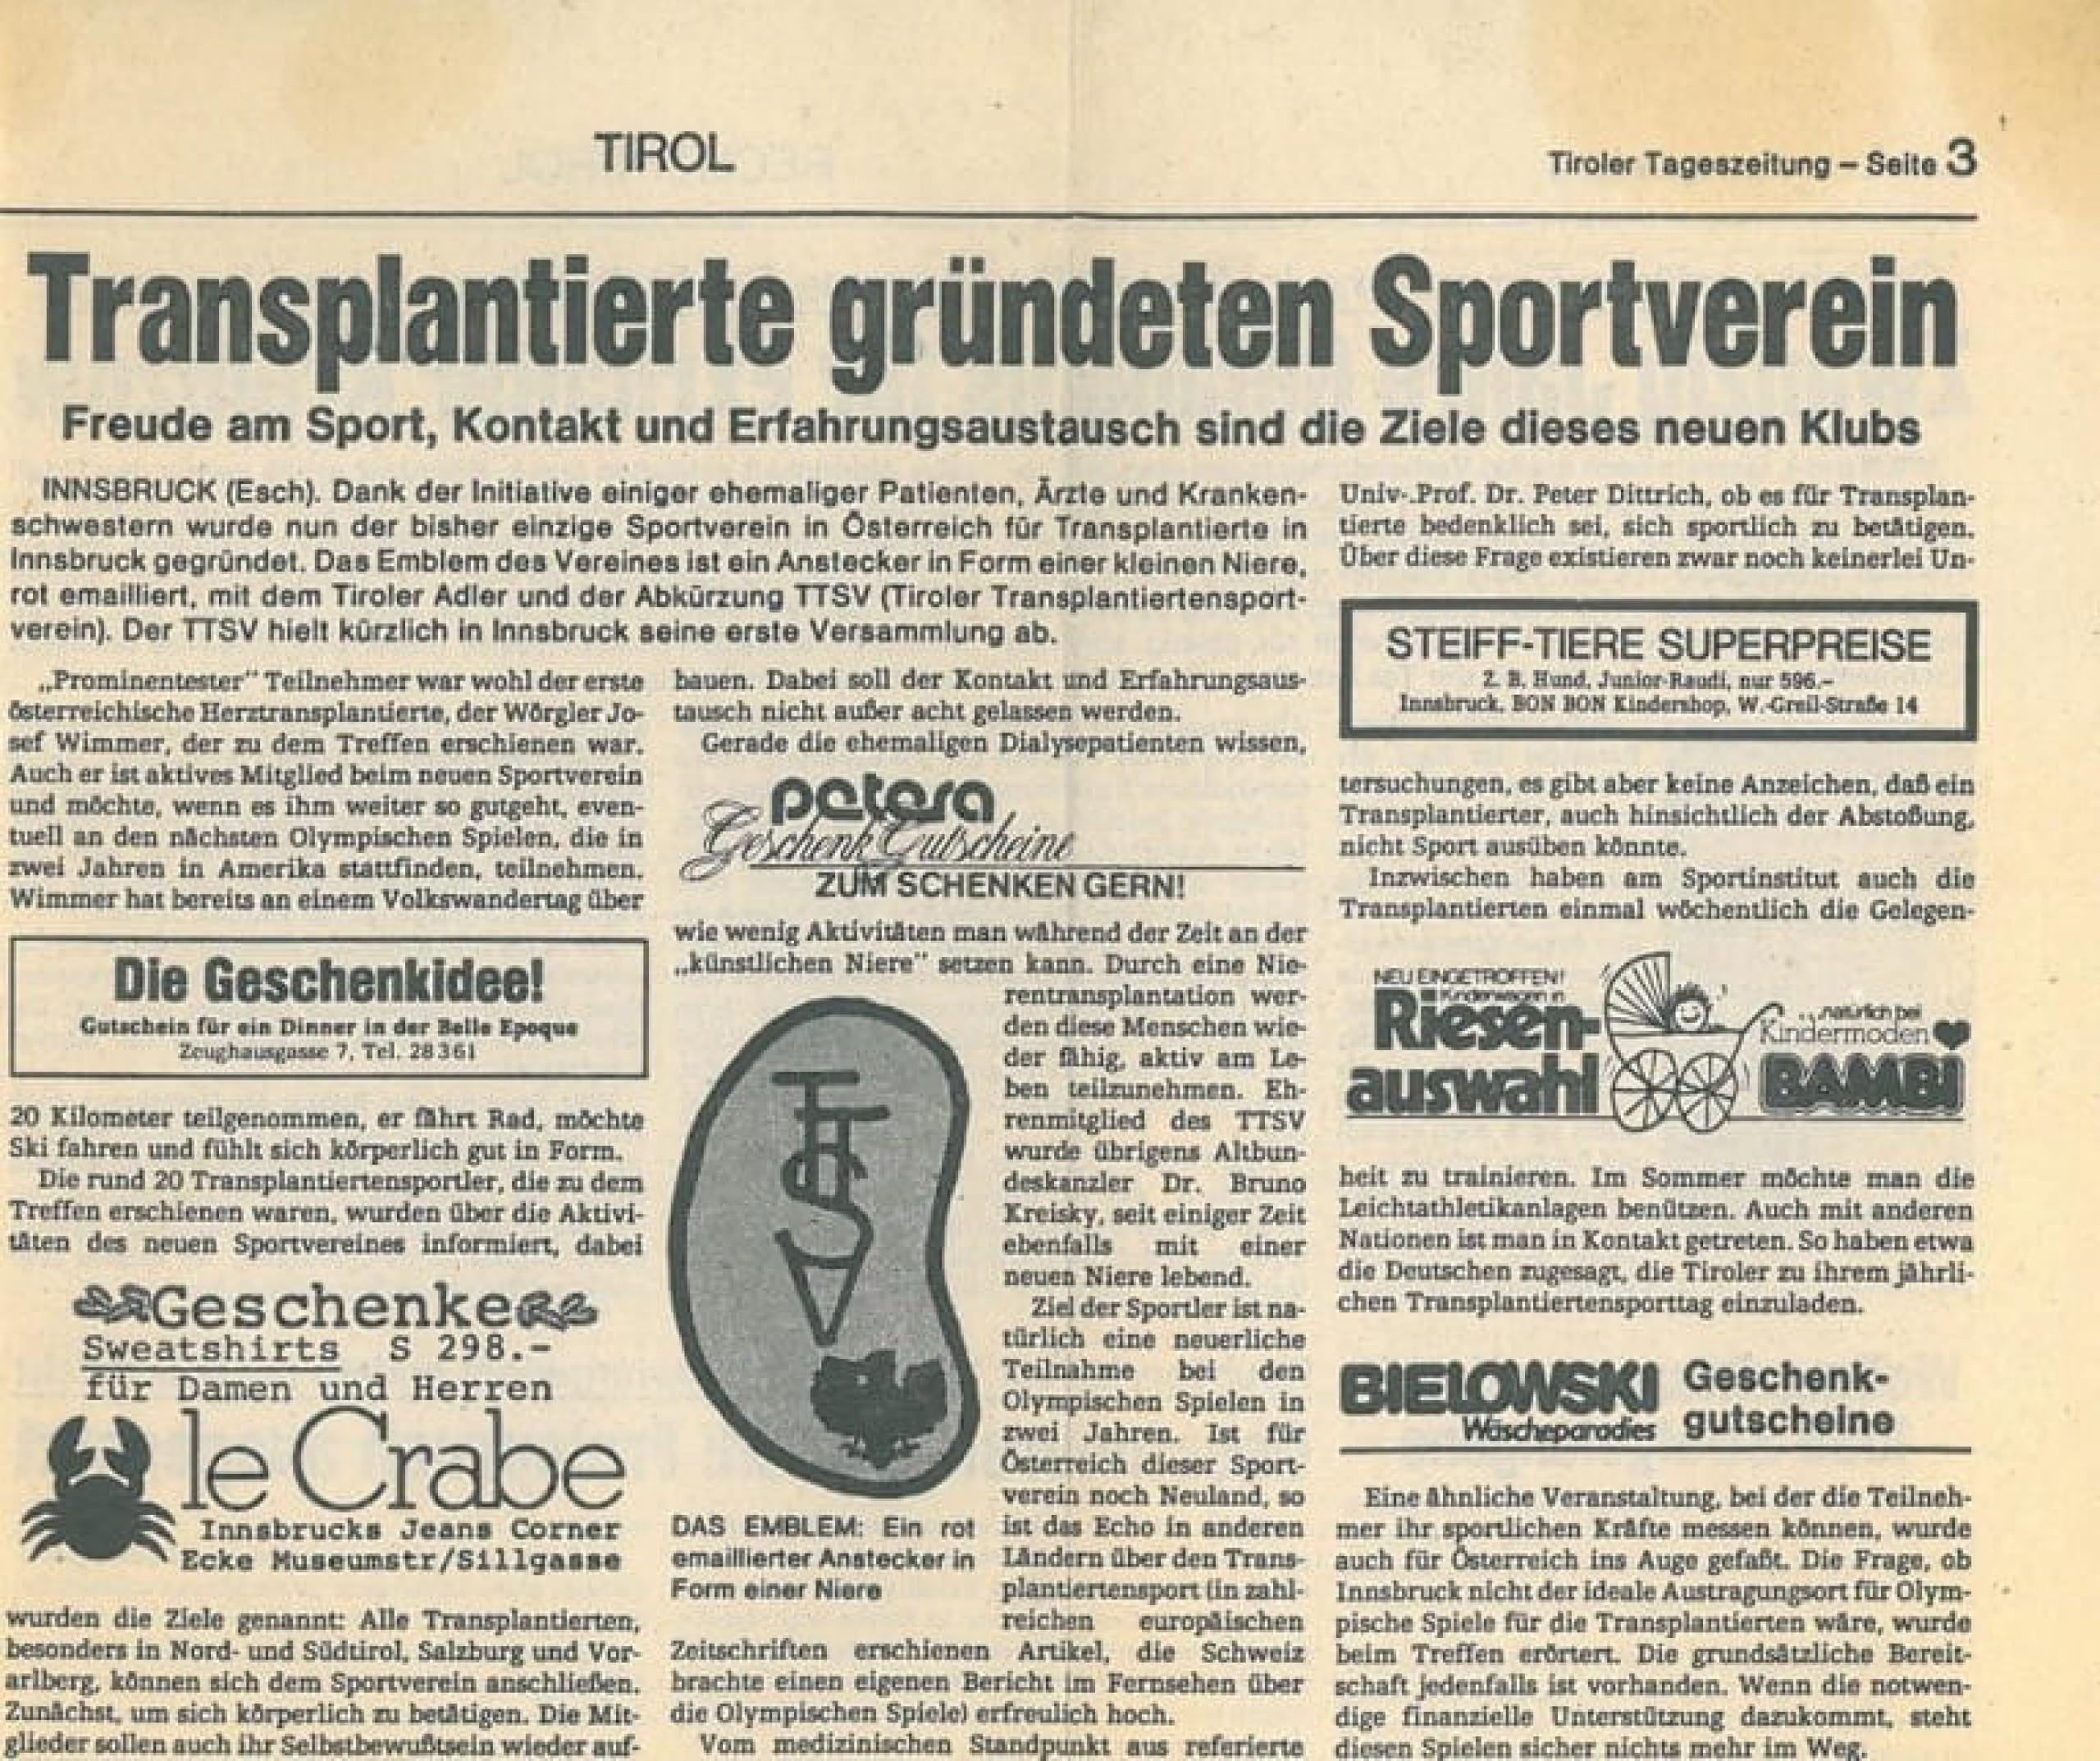 TIROL
Tiroler Tageszeitung – Seite 3
Transplantierte gründeten Sportverein
Freude am Sport, Kontakt und Erfahrungsaustausch sind die Ziele dieses neuen Klubs
INNSBRUCK (Esch). Dank der Initiative einiger ehemaliger Patienten, Ärzte und Kranken-
schwestern wurde nun der bisher einzige Sportverein in Österreich für Transplantierte in
Innsbruck gegründet. Das Emblem des Vereines ist ein Anstecker in Form einer kleinen Niere,
rot emailliert, mit dem Tiroler Adler und der Abkürzung TTSV (Tiroler Transplantiertensport-
verein). Der TTSV hielt kürzlich in Innsbruck seine erste Versammlung ab.
„Prominentester" Teilnehmer war wohl der erste
österreichische Herztransplantierte, der Wörgler Jo-
sef Wimmer, der zu dem Treffen erschienen war.
Auch er ist aktives Mitglied beim neuen Sportverein
und möchte, wenn es ihm weiter so gutgeht, even-
tuell an den nächsten Olympischen Spielen, die in
zwei Jahren in Amerika stattfinden, teilnehmen.
Wimmer hat bereits an einem Volkswandertag über
Die Geschenkidee!
Gutschein für ein Dinner in der Belle Epoque
Zeughausgasse 7, Tel. 28 3 61
20 Kilometer teilgenommen, er fährt Rad, möchte
Ski fahren und fühlt sich körperlich gut in Form.
Die rund 20 Transplantiertensportler, die zu dem
Treffen erschienen waren, wurden über die Aktivi-
täten des neuen Sportvereines informiert, dabei
Geschenke
Sweatshirts S 298.-
für Damen und Herren
le Crabe
Innsbrucks Jeans Corner
Ecke Museumstr/Sillgasse
wurden die Ziele genannt: Alle Transplantierten,
besonders in Nord- und Südtirol, Salzburg und Vor-
arlberg, können sich dem Sportverein anschließen.
Zunächst, um sich körperlich zu betätigen. Die Mit-
glieder sollen auch ihr Selbstbewußtsein wieder auf-
bauen. Dabei soll der Kontakt und Erfahrungsaus-
tausch nicht außer acht gelassen werden.
Gerade die ehemaligen Dialysepatienten wissen,
petera
Geschenk Gutscheine
ZUM SCHENKEN GERN!
wie wenig Aktivitäten man während der Zeit an der
„künstlichen Niere" setzen kann. Durch eine Nie-
rentransplantation wer-
den diese Menschen wie-
der fähig, aktiv am Le-
ben teilzunehmen. Eh-
renmitglied des TTSV
wurde übrigens Altbun-
deskanzler Dr. Bruno
Kreisky, seit einiger Zeit
ebenfalls mit einer
neuen Niere lebend.
Ziel der Sportler ist na-
türlich eine neuerliche
Teilnahme bei den
Olympischen Spielen in
zwei Jahren. Ist für
Österreich dieser Sport-
verein noch Neuland, so
ist das Echo in anderen
Ländern über den Trans-
plantiertensport (in zahl-
reichen europäischen
Zeitschriften erschienen Artikel, die Schweiz
brachte einen eigenen Bericht im Fernsehen über
die Olympischen Spiele) erfreulich hoch.
Vom medizinischen Standpunkt aus referierte
TTSV
DAS EMBLEM: Ein rot
emaillierter Anstecker in
Form einer Niere
Univ-.Prof. Dr. Peter Dittrich, ob es für Transplan-
tierte bedenklich sei, sich sportlich zu betätigen.
Über diese Frage existieren zwar noch keinerlei Un-
STEIFF-TIERE SUPERPREISE
Z. B. Hund, Junior-Raudi, nur 596.–
Innsbruck, BON BON Kindershop, W.-Greil-Straße 14
tersuchungen, es gibt aber keine Anzeichen, daß ein
Transplantierter, auch hinsichtlich der Abstoßung,
nicht Sport ausüben könnte.
Inzwischen haben am Sportinstitut auch die
Transplantierten einmal wöchentlich die Gelegen-
NEU EINGETROFFEN!
Kinderwagen in
Riesen-
auswahl
...natürlich bei
Kindermoden
BAMBI
heit zu trainieren. Im Sommer möchte man die
Leichtathletikanlagen benützen. Auch mit anderen
Nationen ist man in Kontakt getreten. So haben etwa
die Deutschen zugesagt, die Tiroler zu ihrem jährli-
chen Transplantiertensporttag einzuladen.
BIELOWSKI
Wäscheparadies
Geschenk-
gutscheine
Eine ähnliche Veranstaltung, bei der die Teilneh-
mer ihr sportlichen Kräfte messen können, wurde
auch für Österreich ins Auge gefaßt. Die Frage, ob
Innsbruck nicht der ideale Austragungsort für Olym-
pische Spiele für die Transplantierten wäre, wurde
beim Treffen erörtert. Die grundsätzliche Bereit-
schaft jedenfalls ist vorhanden. Wenn die notwen-
dige finanzielle Unterstützung dazukommt, steht
diesen Spielen sicher nichts mehr im Weg.